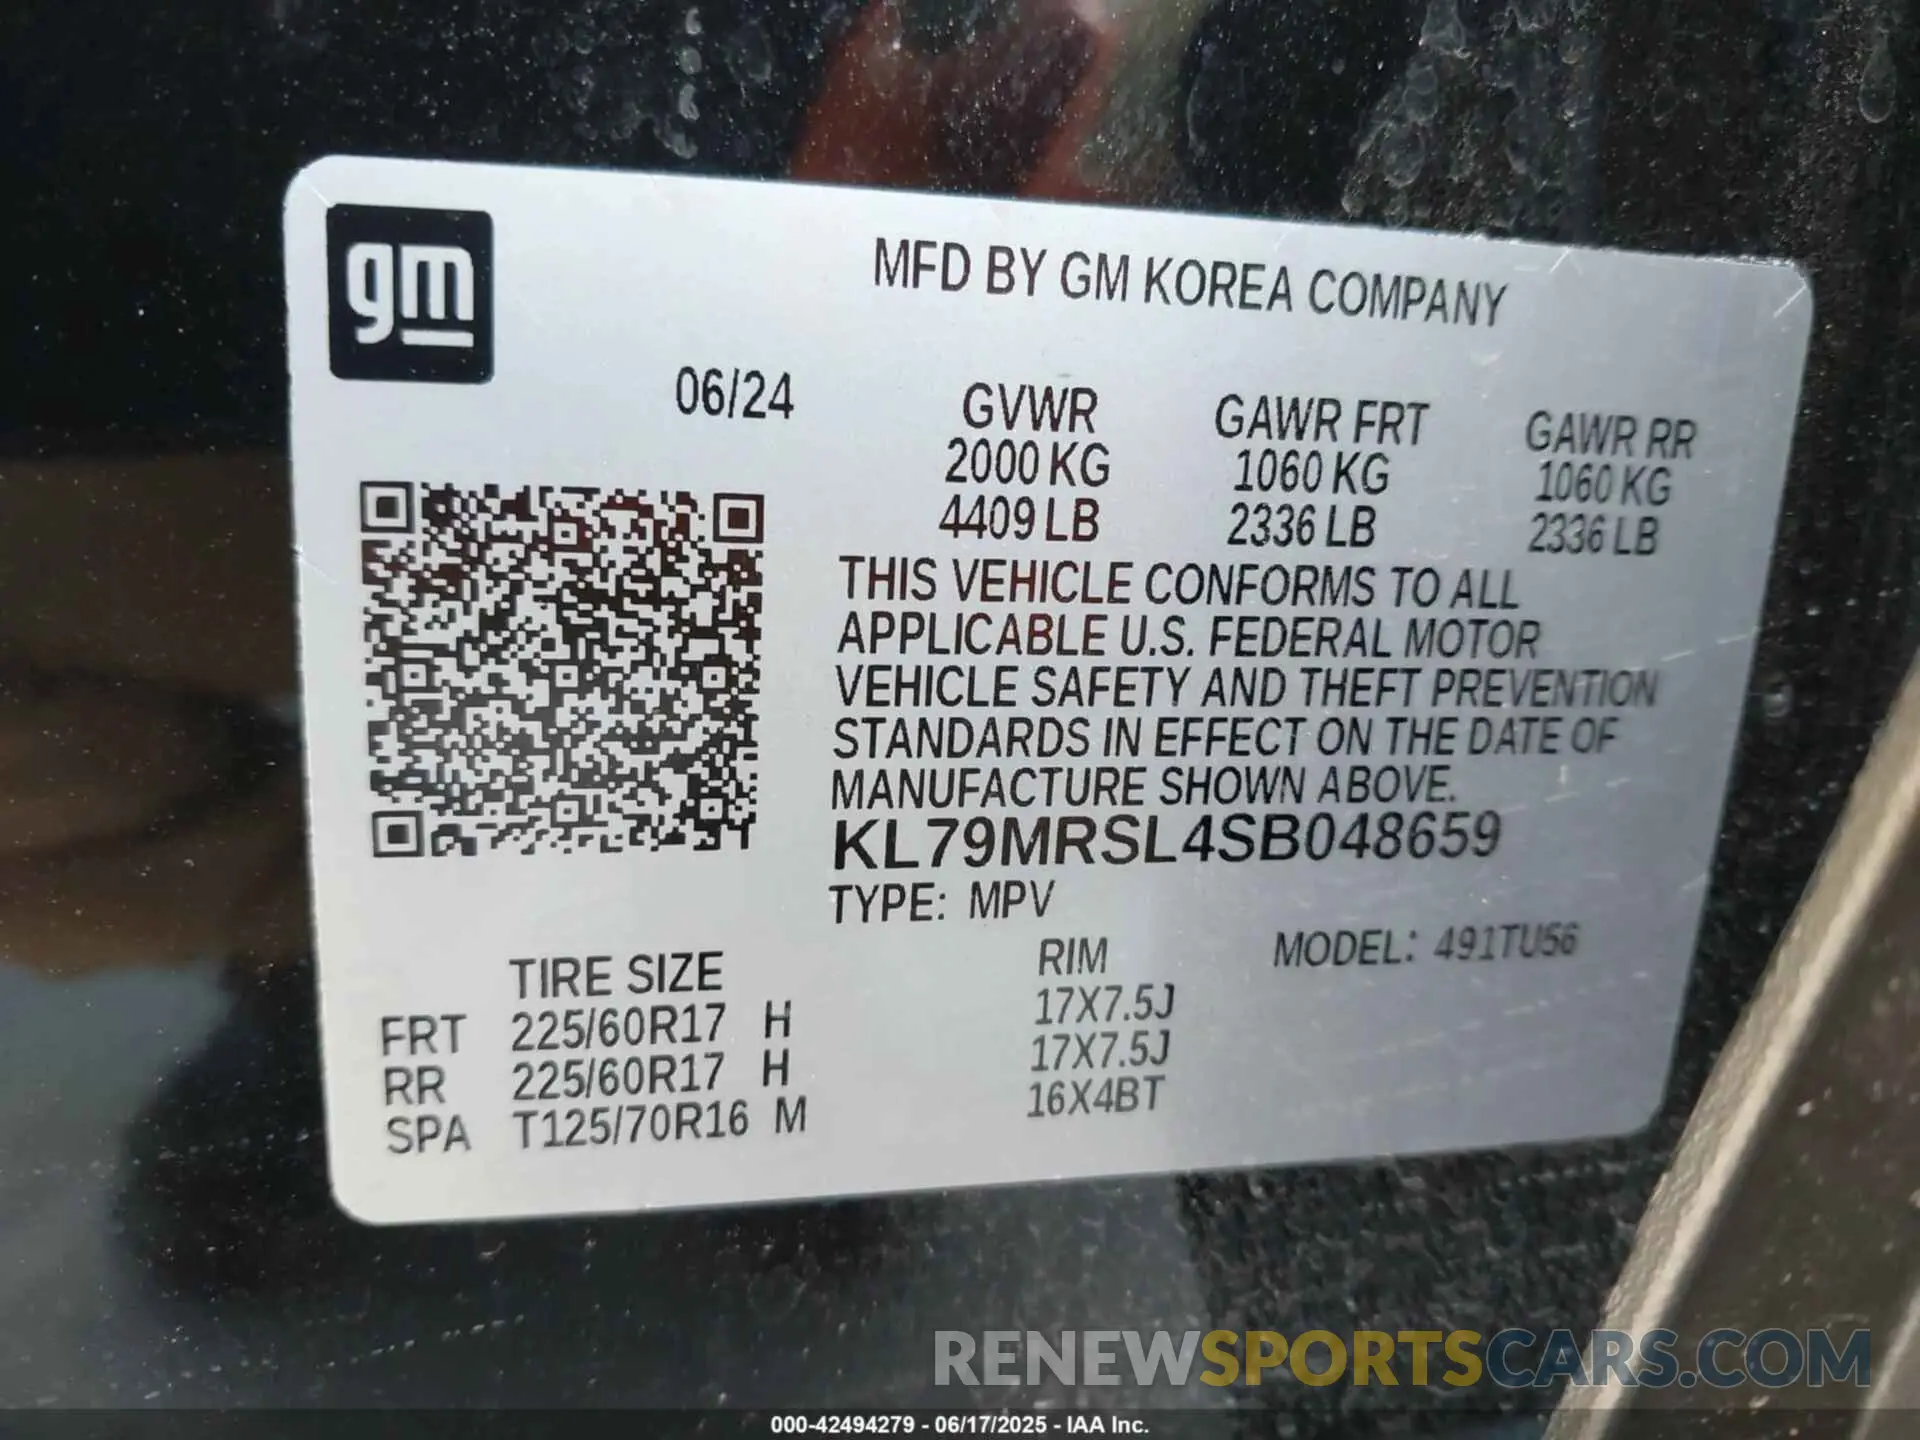 gm
MFD BY GM KOREA COMPANY
06/24
GVWR GAWR FRT GAWR RR
2000 KG 1060 KG 1060 KG
4409 LB 2336 LB 2336 LB
THIS VEHICLE CONFORMS TO ALL
APPLICABLE U.S. FEDERAL MOTOR
VEHICLE SAFETY AND THEFT PREVENTION
STANDARDS IN EFFECT ON THE DATE OF
MANUFACTURE SHOWN ABOVE.
KL79MRSL4SB048659
TYPE: MPV
MODEL: 491TU56
TIRE SIZE RIM
FRT 225/60R17 H 17X7.5J
RR 225/60R17 H 17X7.5J
SPA T125/70R16 M 16X4BT
RENEWSPORTSCARS.COM
000-42494279 - 06/17/2025 - IAA Inc.